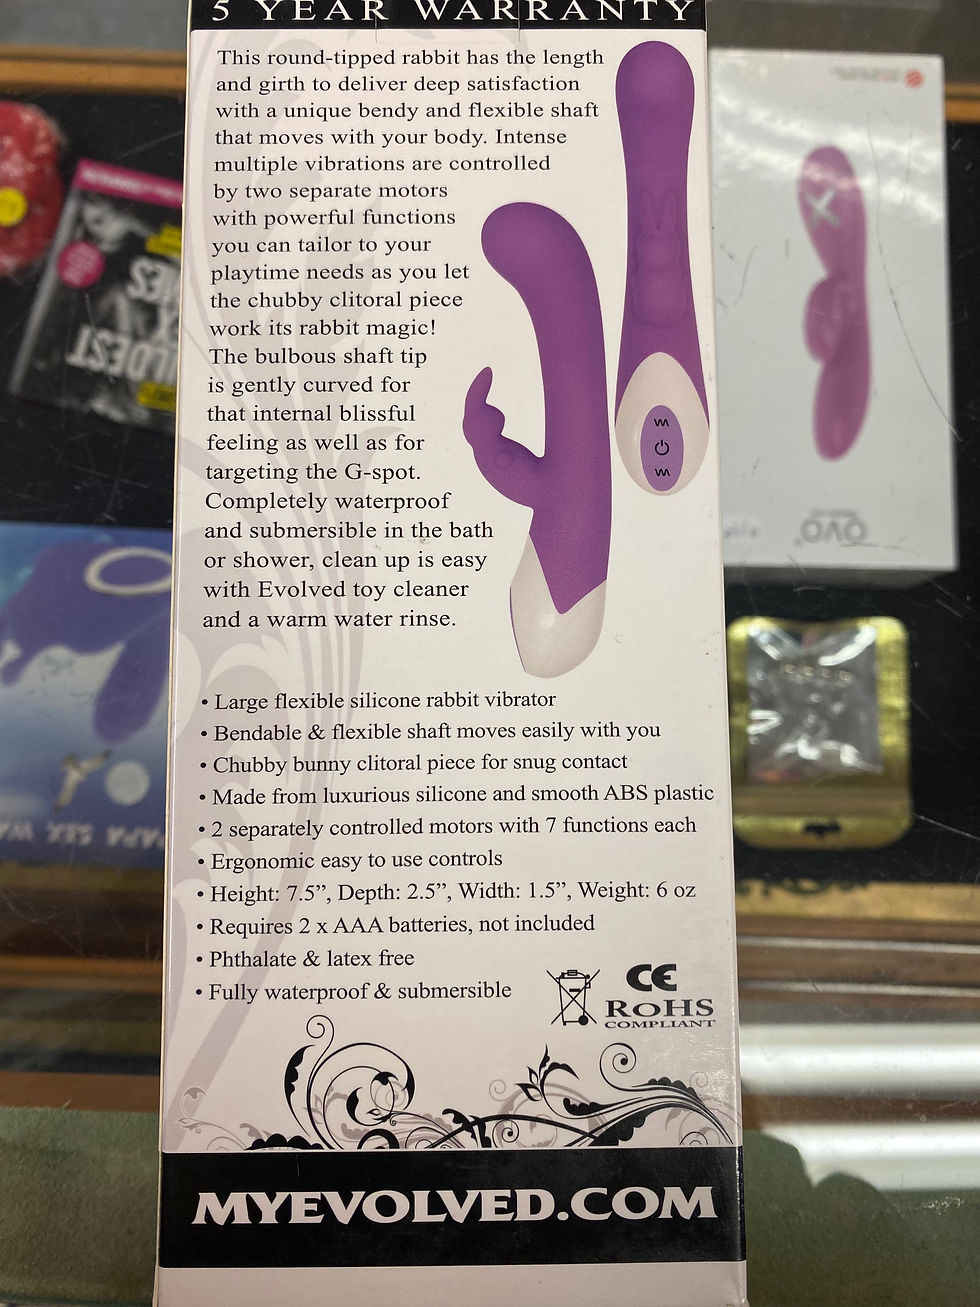 5 YEAR WARRANTY
This round-tipped rabbit has the length
and girth to deliver deep satisfaction
with a unique bendy and flexible shaft
that moves with your body. Intense
multiple vibrations are controlled
by two separate motors
with powerful functions
you can tailor to your
playtime needs as you let
the chubby clitoral piece
work its rabbit magic!
The bulbous shaft tip
is gently curved for
that internal blissful
feeling as well as for
targeting the G-spot.
Completely waterproof
and submersible in the bath
or shower, clean up is easy
with Evolved toy cleaner
and a warm water rinse.
• Large flexible silicone rabbit vibrator
• Bendable & flexible shaft moves easily with you
• Chubby bunny clitoral piece for snug contact
• Made from luxurious silicone and smooth ABS plastic
• 2 separately controlled motors with 7 functions each
• Ergonomic easy to use controls
• Height: 7.5”, Depth: 2.5”, Width: 1.5”, Weight: 6 oz
• Requires 2 x AAA batteries, not included
• Phthalate & latex free
• Fully waterproof & submersible
CE
RoHS
COMPLIANT
MYEVOLVED.COM
OVO